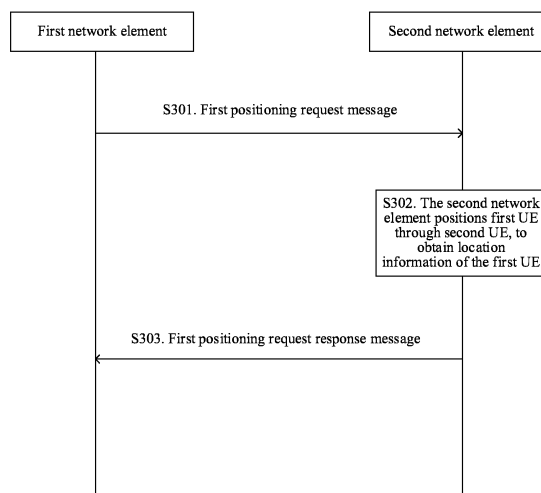 First network element
Second network element
S301. First positioning request message
S302. The second network
element positions first UE
through second UE, to
obtain location
information of the first UE
S303. First positioning request response message